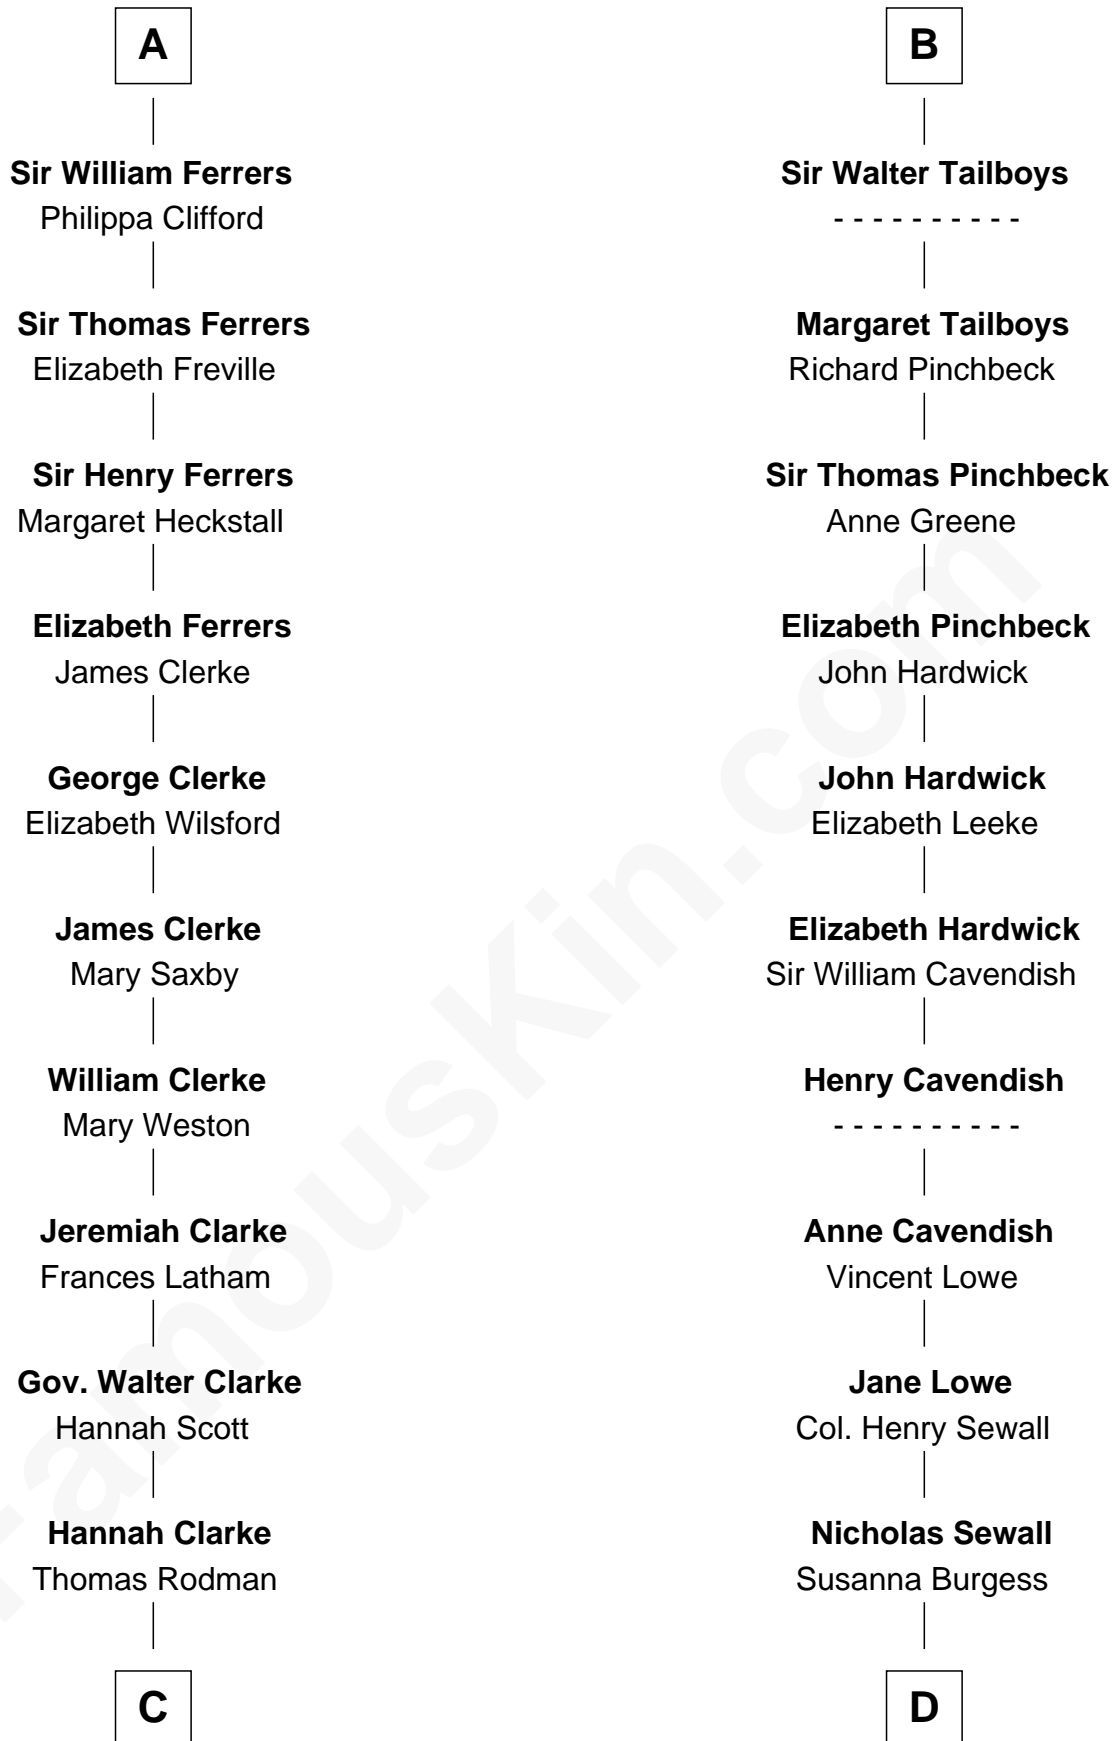 A
Sir William Ferrers
Philippa Clifford
Sir Thomas Ferrers
Elizabeth Freville
Sir Henry Ferrers
Margaret Heckstall
Elizabeth Ferrers
James Clerke
George Clerke
Elizabeth Wilsford
James Clerke
Mary Saxby
William Clerke
Mary Weston
Jeremiah Clarke
Frances Latham
Gov. Walter Clarke
Hannah Scott
Hannah Clarke
Thomas Rodman
C
B
Sir Walter Tailboys
- - - - - - - - - -
Margaret Tailboys
Richard Pinchbeck
Sir Thomas Pinchbeck
Anne Greene
Elizabeth Pinchbeck
John Hardwick
John Hardwick
Elizabeth Leeke
Elizabeth Hardwick
Sir William Cavendish
Henry Cavendish
- - - - - - - - - -
Anne Cavendish
Vincent Lowe
Jane Lowe
Col. Henry Sewall
Nicholas Sewall
Susanna Burgess
D
FamousKin.com